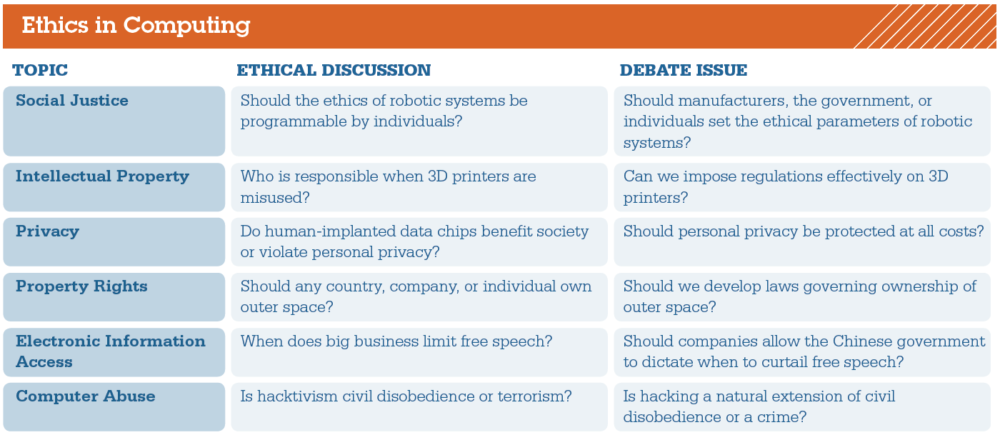 Ethics in Computing
TOPIC
ETHICAL DISCUSSION
DEBATE ISSUE
Social Justice
Should the ethics of robotic systems be
programmable by individuals?
Should manufacturers, the government, or
individuals set the ethical parameters of robotic
systems?
Intellectual Property
Who is responsible when 3D printers are
misused?
Can we impose regulations effectively on 3D
printers?
Privacy
Do human-implanted data chips benefit society
or violate personal privacy?
Should personal privacy be protected at all costs?
Property Rights
Should any country, company, or individual own
outer space?
Should we develop laws governing ownership of
outer space?
Electronic Information
Access
When does big business limit free speech?
Should companies allow the Chinese government
to dictate when to curtail free speech?
Computer Abuse
Is hacktivism civil disobedience or terrorism?
Is hacking a natural extension of civil
disobedience or a crime?